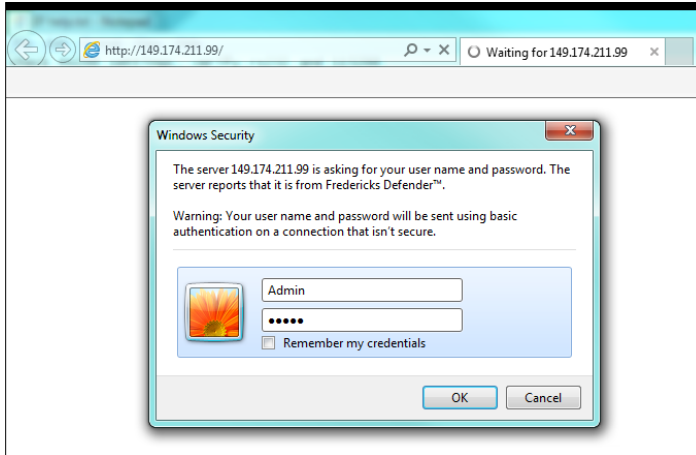 http://149.174.211.99/
Waiting for 149.174.211.99
Windows Security
The server 149.174.211.99 is asking for your user name and password. The
server reports that it is from Fredericks Defender™.
Warning: Your user name and password will be sent using basic
authentication on a connection that isn't secure.
Admin
•••••
Remember my credentials
OK
Cancel